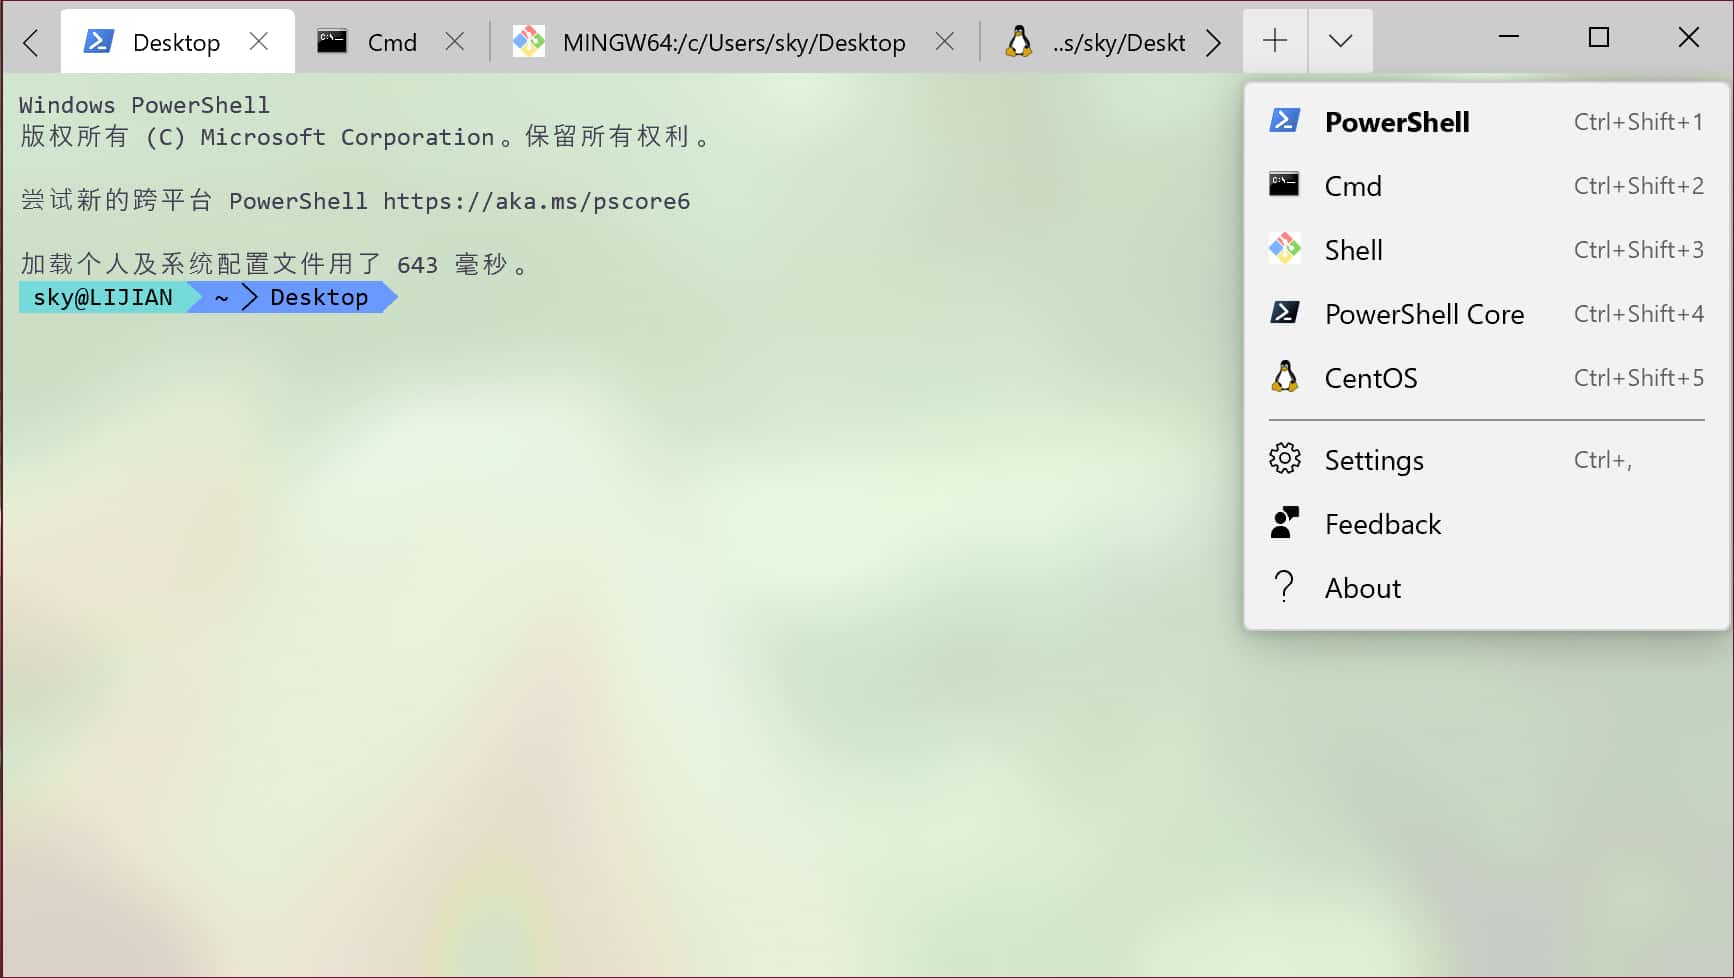 Desktop
Cmd
MINGW64:/c/Users/sky/Desktop
..s/sky/Deskt
Windows PowerShell
版权所有 (C) Microsoft Corporation。保留所有权利。
尝试新的跨平台 PowerShell https://aka.ms/pscore6
加载个人及系统配置文件用了 643 毫秒。
sky@LIJIAN ~ Desktop
PowerShell Ctrl+Shift+1
Cmd Ctrl+Shift+2
Shell Ctrl+Shift+3
PowerShell Core Ctrl+Shift+4
CentOS Ctrl+Shift+5
Settings Ctrl+,
Feedback
About